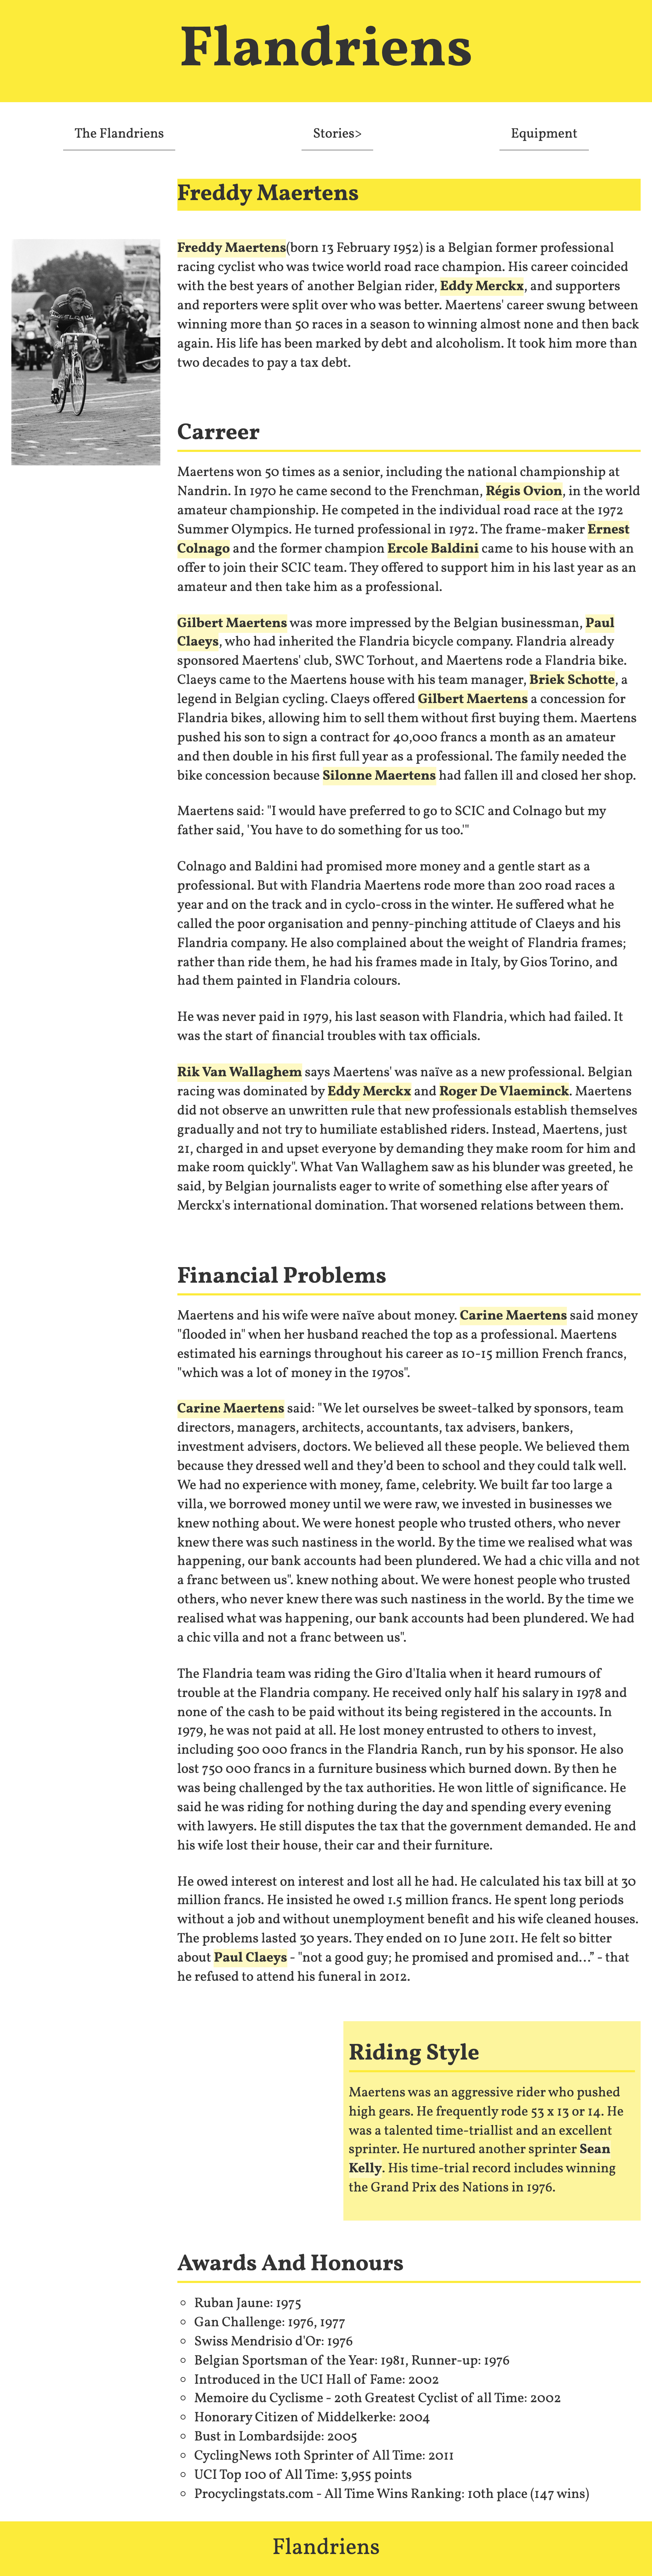 Flandriens
The Flandriens
Stories>
Equipment
Freddy Maertens
Freddy Maertens(born 13 February 1952) is a Belgian former professional
racing cyclist who was twice world road race champion. His career coincided
with the best years of another Belgian rider, Eddy Merckx, and supporters
and reporters were split over who was better. Maertens' career swung between
winning more than 50 races in a season to winning almost none and then back
again. His life has been marked by debt and alcoholism. It took him more than
two decades to pay a tax debt.
Carreer
Maertens won 50 times as a senior, including the national championship at
Nandrin. In 1970 he came second to the Frenchman, Régis Ovion, in the world
amateur championship. He competed in the individual road race at the 1972
Summer Olympics. He turned professional in 1972. The frame-maker Ernest
Colnago and the former champion Ercole Baldini came to his house with an
offer to join their SCIC team. They offered to support him in his last year as an
amateur and then take him as a professional.
Gilbert Maertens was more impressed by the Belgian businessman, Paul
Claeys, who had inherited the Flandria bicycle company. Flandria already
sponsored Maertens' club, SWC Torhout, and Maertens rode a Flandria bike.
Claeys came to the Maertens house with his team manager, Briek Schotte, a
legend in Belgian cycling. Claeys offered Gilbert Maertens a concession for
Flandria bikes, allowing him to sell them without first buying them. Maertens
pushed his son to sign a contract for 40,000 francs a month as an amateur
and then double in his first full year as a professional. The family needed the
bike concession because Silonne Maertens had fallen ill and closed her shop.
Maertens said: "I would have preferred to go to SCIC and Colnago but my
father said, 'You have to do something for us too.'"
Colnago and Baldini had promised more money and a gentle start as a
professional. But with Flandria Maertens rode more than 200 road races a
year and on the track and in cyclo-cross in the winter. He suffered what he
called the poor organisation and penny-pinching attitude of Claeys and his
Flandria company. He also complained about the weight of Flandria frames;
rather than ride them, he had his frames made in Italy, by Gios Torino, and
had them painted in Flandria colours.
He was never paid in 1979, his last season with Flandria, which had failed. It
was the start of financial troubles with tax officials.
Rik Van Wallaghem says Maertens' was naïve as a new professional. Belgian
racing was dominated by Eddy Merckx and Roger De Vlaeminck. Maertens
did not observe an unwritten rule that new professionals establish themselves
gradually and not try to humiliate established riders. Instead, Maertens, just
21, charged in and upset everyone by demanding they make room for him and
make room quickly". What Van Wallaghem saw as his blunder was greeted, he
said, by Belgian journalists eager to write of something else after years of
Merckx's international domination. That worsened relations between them.
Financial Problems
Maertens and his wife were naïve about money. Carine Maertens said money
"flooded in" when her husband reached the top as a professional. Maertens
estimated his earnings throughout his career as 10-15 million French francs,
"which was a lot of money in the 1970s".
Carine Maertens said: "We let ourselves be sweet-talked by sponsors, team
directors, managers, architects, accountants, tax advisers, bankers,
investment advisers, doctors. We believed all these people. We believed them
because they dressed well and they'd been to school and they could talk well.
We had no experience with money, fame, celebrity. We built far too large a
villa, we borrowed money until we were raw, we invested in businesses we
knew nothing about. We were honest people who trusted others, who never
knew there was such nastiness in the world. By the time we realised what was
happening, our bank accounts had been plundered. We had a chic villa and not
a franc between us". knew nothing about. We were honest people who trusted
others, who never knew there was such nastiness in the world. By the time we
realised what was happening, our bank accounts had been plundered. We had
a chic villa and not a franc between us".
The Flandria team was riding the Giro d'Italia when it heard rumours of
trouble at the Flandria company. He received only half his salary in 1978 and
none of the cash to be paid without its being registered in the accounts. In
1979, he was not paid at all. He lost money entrusted to others to invest,
including 500 000 francs in the Flandria Ranch, run by his sponsor. He also
lost 750 000 francs in a furniture business which burned down. By then he
was being challenged by the tax authorities. He won little of significance. He
said he was riding for nothing during the day and spending every evening
with lawyers. He still disputes the tax that the government demanded. He and
his wife lost their house, their car and their furniture.
He owed interest on interest and lost all he had. He calculated his tax bill at 30
million francs. He insisted he owed 1.5 million francs. He spent long periods
without a job and without unemployment benefit and his wife cleaned houses.
The problems lasted 30 years. They ended on 10 June 2011. He felt so bitter
about Paul Claeys - "not a good guy; he promised and promised and…" - that
he refused to attend his funeral in 2012.
Riding Style
Maertens was an aggressive rider who pushed
high gears. He frequently rode 53 x 13 or 14. He
was a talented time-triallist and an excellent
sprinter. He nurtured another sprinter Sean
Kelly. His time-trial record includes winning
the Grand Prix des Nations in 1976.
Awards And Honours
Ruban Jaune: 1975
Gan Challenge: 1976, 1977
Swiss Mendrisio d'Or: 1976
Belgian Sportsman of the Year: 1981, Runner-up: 1976
Introduced in the UCI Hall of Fame: 2002
Memoire du Cyclisme - 20th Greatest Cyclist of all Time: 2002
Honorary Citizen of Middelkerke: 2004
Bust in Lombardsijde: 2005
CyclingNews 10th Sprinter of All Time: 2011
UCI Top 100 of All Time: 3,955 points
Procyclingstats.com - All Time Wins Ranking: 10th place (147 wins)
Flandriens